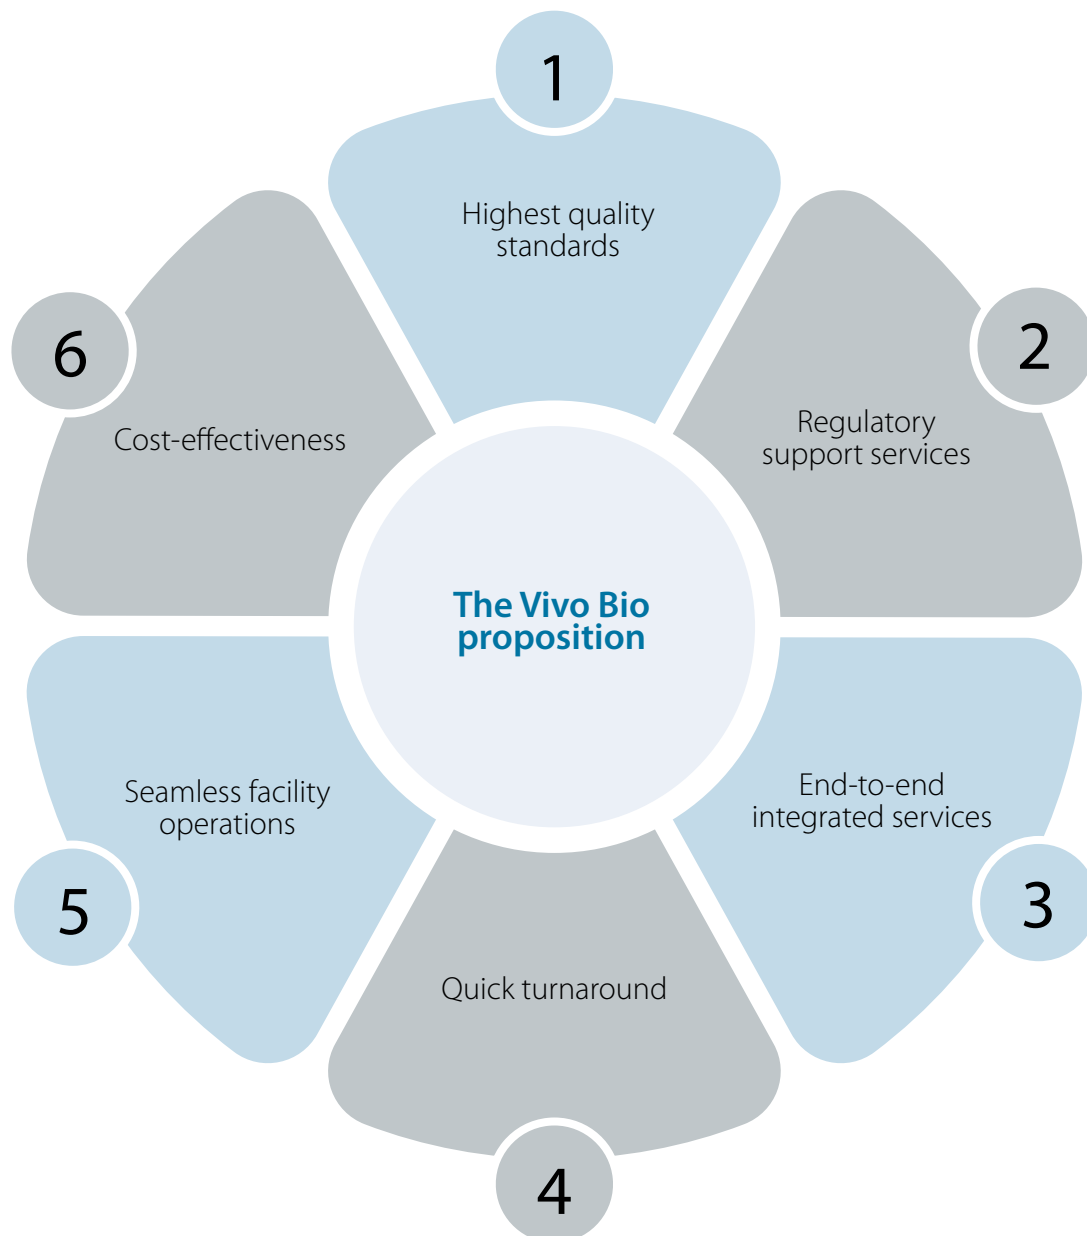 1
Highest quality
standards
2
Regulatory
support services
3
End-to-end
integrated services
4
Quick turnaround
5
Seamless facility
operations
6
Cost-effectiveness
The Vivo Bio
proposition